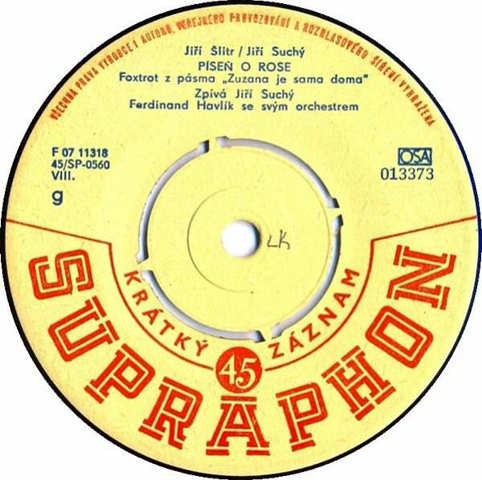 VŠECHNA PRÁVA VÝROBCE I AUTORŮ, VEŘEJNÉHO PROVOZOVÁNÍ A ROZHLASOVÉHO ŠÍŘENÍ VYHRAŽENA
Jiří Šlitr / Jiří Suchý
PÍSEŇ O ROSE
Foxtrot z pásma „Zuzana je sama doma"
Zpívá Jiří Suchý
Ferdinand Havlík se svým orchestrem
F 07 11318
45/SP-0560
VIII.
g
OSA
013373
LK
KRÁTKÝ 45 ZÁZNAM
SUPRAPHON